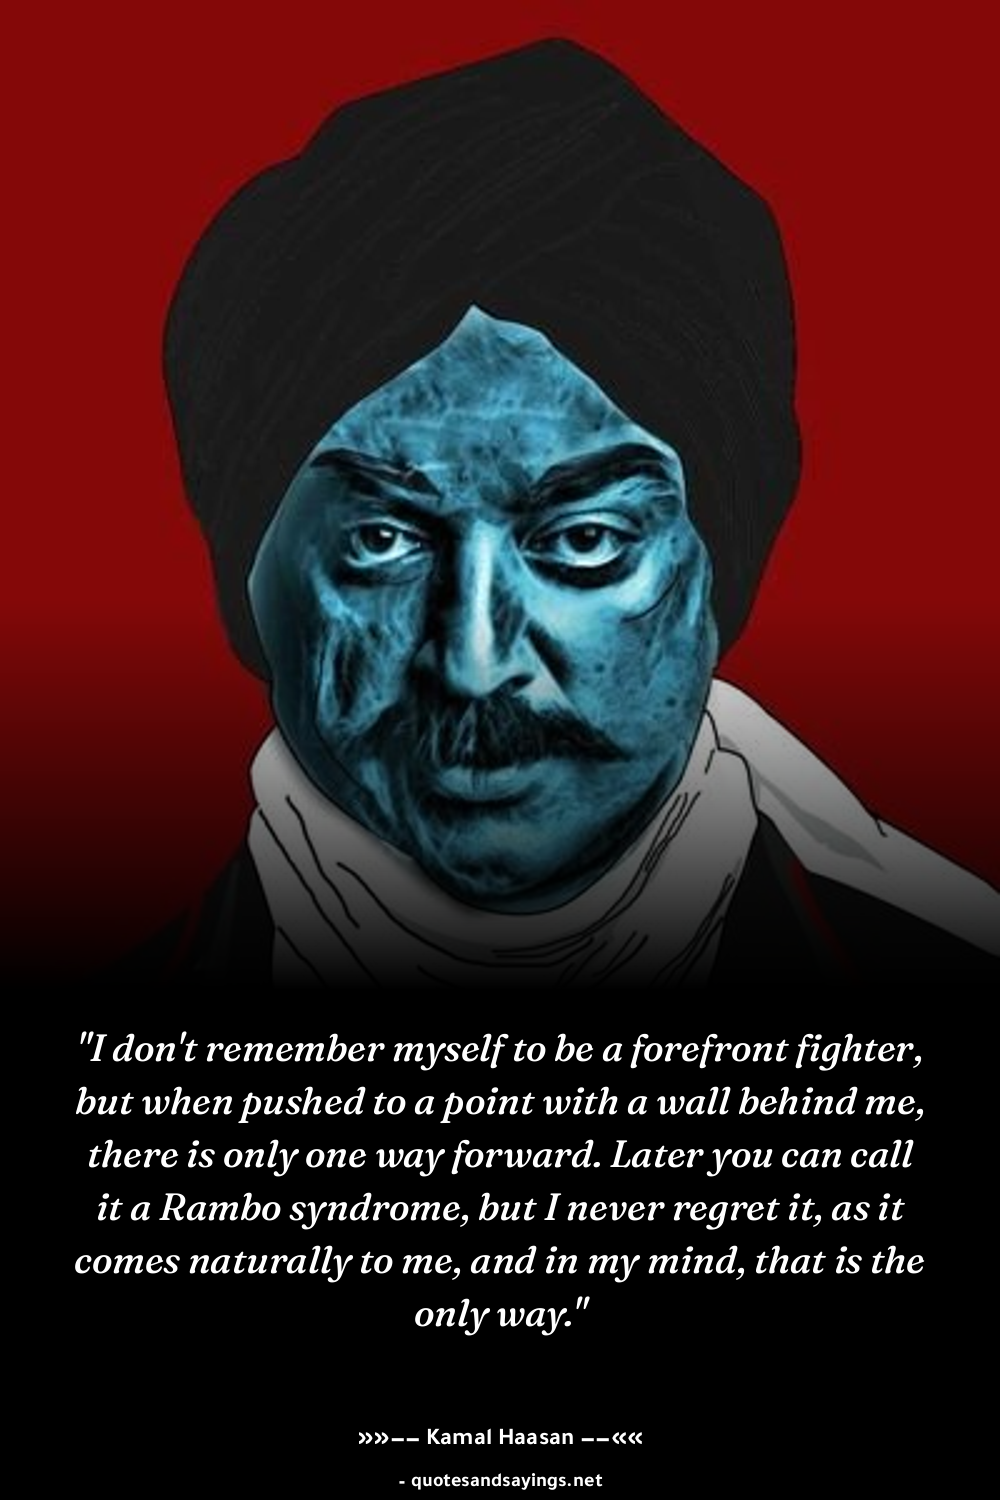 "I don't remember myself to be a forefront fighter,
but when pushed to a point with a wall behind me,
there is only one way forward. Later you can call
it a Rambo syndrome, but I never regret it, as it
comes naturally to me, and in my mind, that is the
only way."
»»−− Kamal Haasan −−««
- quotesandsayings.net